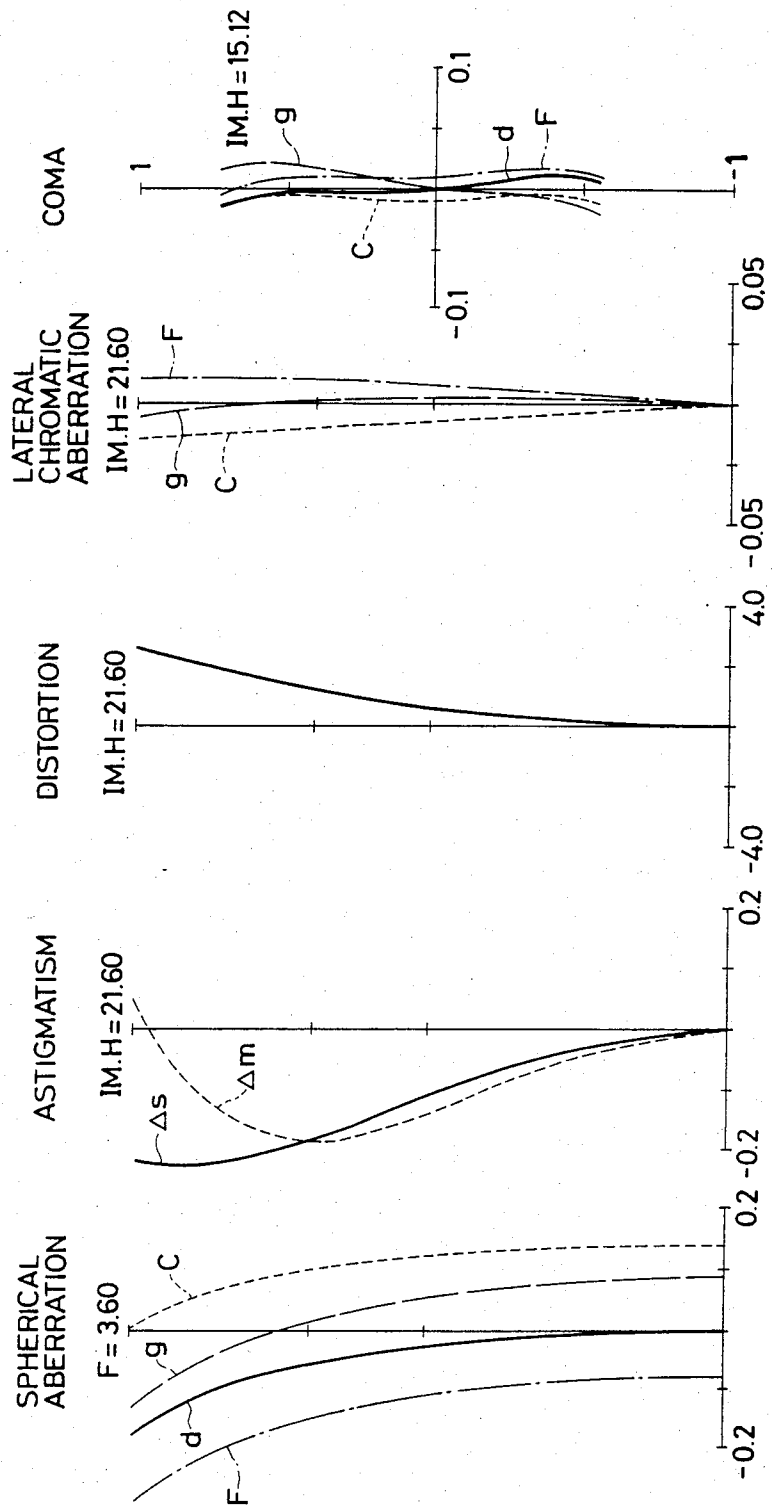 SPHERICAL
ABERRATION
F = 3.60
C
g
d
F
-0.2
0.2
ASTIGMATISM
IM.H = 21.60
Δs
Δm
-0.2
0.2
DISTORTION
IM.H = 21.60
-4.0
4.0
LATERAL
CHROMATIC
ABERRATION
IM.H = 21.60
F
g
C
-0.05
0.05
COMA
1
IM.H = 15.12
g
C
-0.1
0.1
d
F
-1